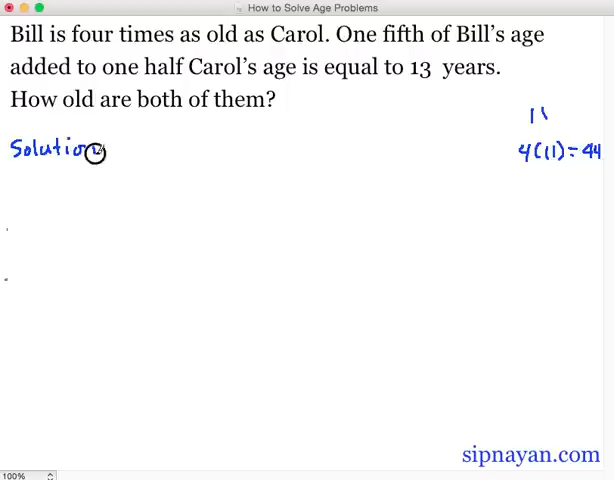 How to Solve Age Problems
Bill is four times as old as Carol. One fifth of Bill's age
added to one half Carol's age is equal to 13 years.
How old are both of them?
11
Solution
4(11)=44
sipnayan.com
100%